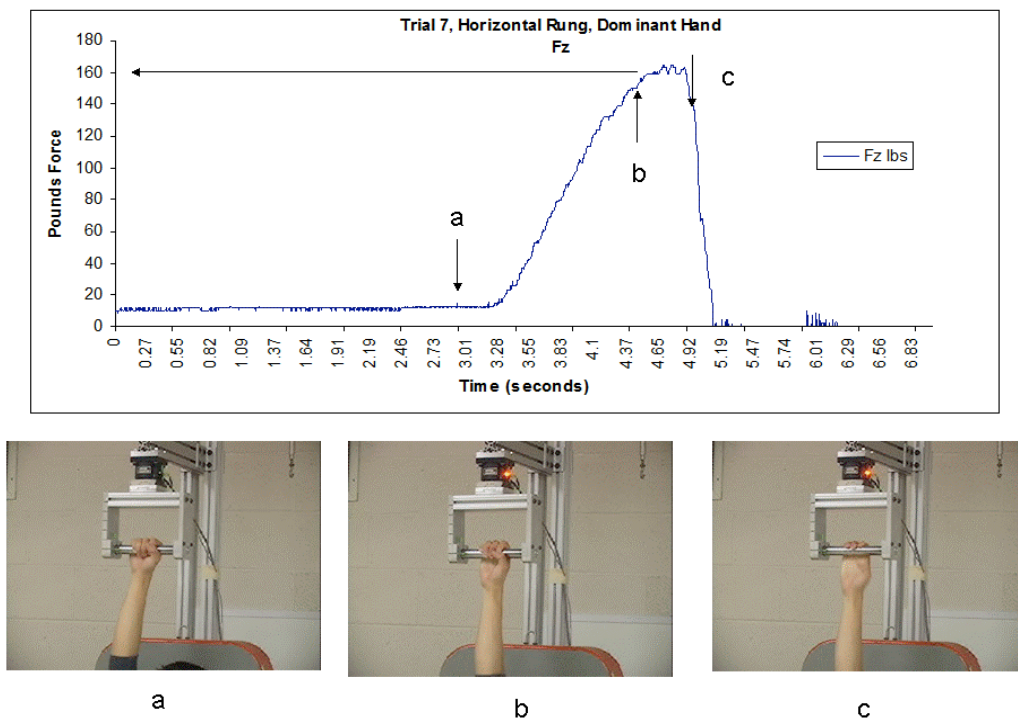 Trial 7, Horizontal Rung, Dominant Hand
Fz
180
160
140
120
100
80
60
40
20
0
Pounds Force
a
b
c
Fz lbs
0 0.27 0.55 0.82 1.09 1.37 1.64 1.91 2.19 2.46 2.73 3.01 3.28 3.55 3.83 4.1 4.37 4.65 4.92 5.19 5.47 5.74 6.01 6.29 6.56 6.83
Time (seconds)
a b c